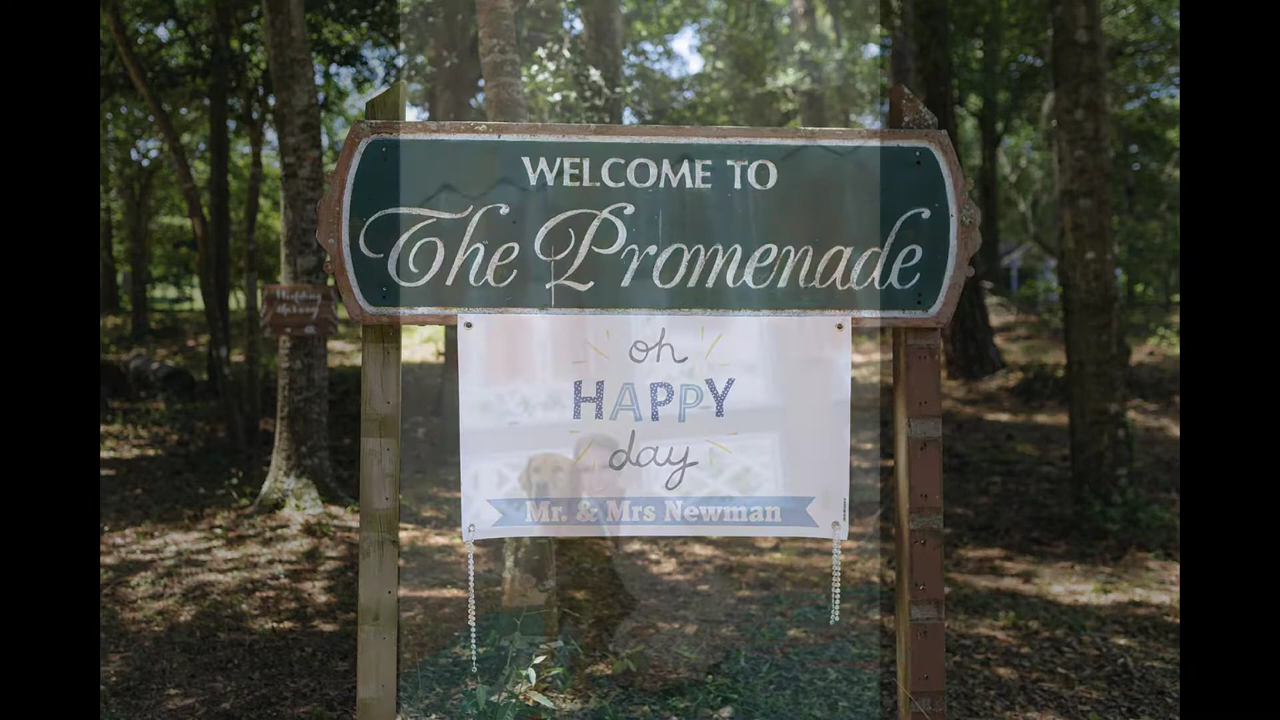 WELCOME TO
The Promenade
oh
HAPPY
day
Mr. & Mrs Newman